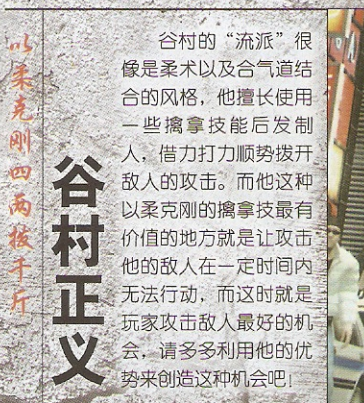 以柔克刚四两拨千斤
谷村正义
谷村的“流派”很
像是柔术以及合气道结
合的风格，他擅长使用
一些擒拿技能后发制
人，借力打力顺势拨开
敌人的攻击。而他这种
以柔克刚的擒拿技最有
价值的地方就是让攻击
他的敌人在一定时间内
无法行动，而这时就是
玩家攻击敌人最好的机
会，请多多利用他的优
势来创造这种机会吧！